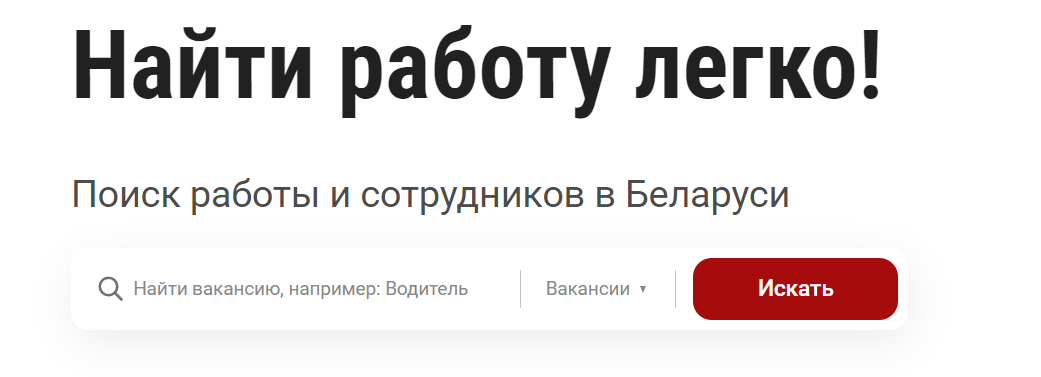 Найти работу легко!
Поиск работы и сотрудников в Беларуси
Найти вакансию, например: Водитель Вакансии ▼ Искать